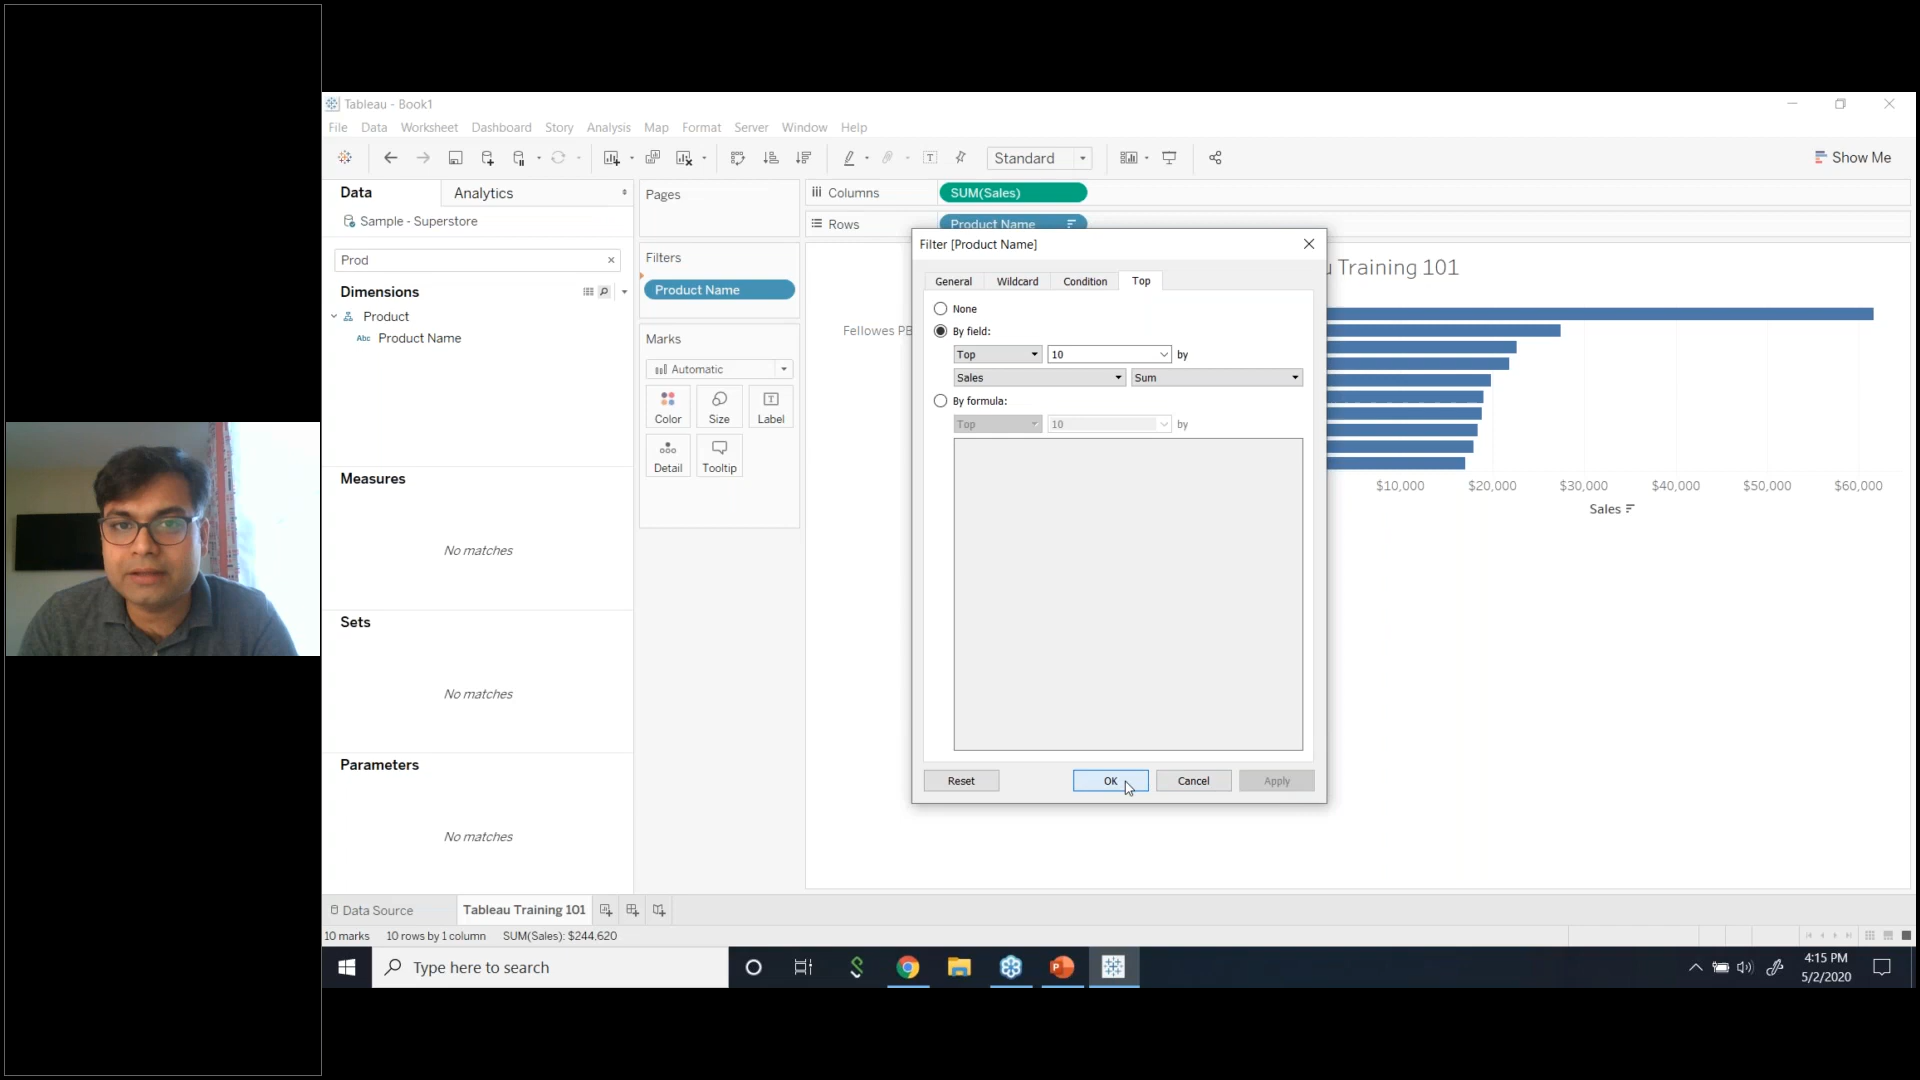 Tableau - Book1
File Data Worksheet Dashboard Story Analysis Map Format Server Window Help
Standard
Show Me
Data
Analytics
Sample - Superstore
Prod
Dimensions
Product
Abc Product Name
Measures
No matches
Sets
No matches
Parameters
No matches
Pages
Filters
Product Name
Marks
Automatic
Color
Size
Label
Detail
Tooltip
Columns
SUM(Sales)
Rows
Product Name
Training 101
Fellowes PB
$10,000 $20,000 $30,000 $40,000 $50,000 $60,000
Sales
Filter [Product Name]
General Wildcard Condition Top
None
By field:
Top 10 by
Sales Sum
By formula:
Top 10 by
Reset OK Cancel Apply
Data Source
Tableau Training 101
10 marks 10 rows by 1 column SUM(Sales): $244,620
Type here to search
4:15 PM
5/2/2020